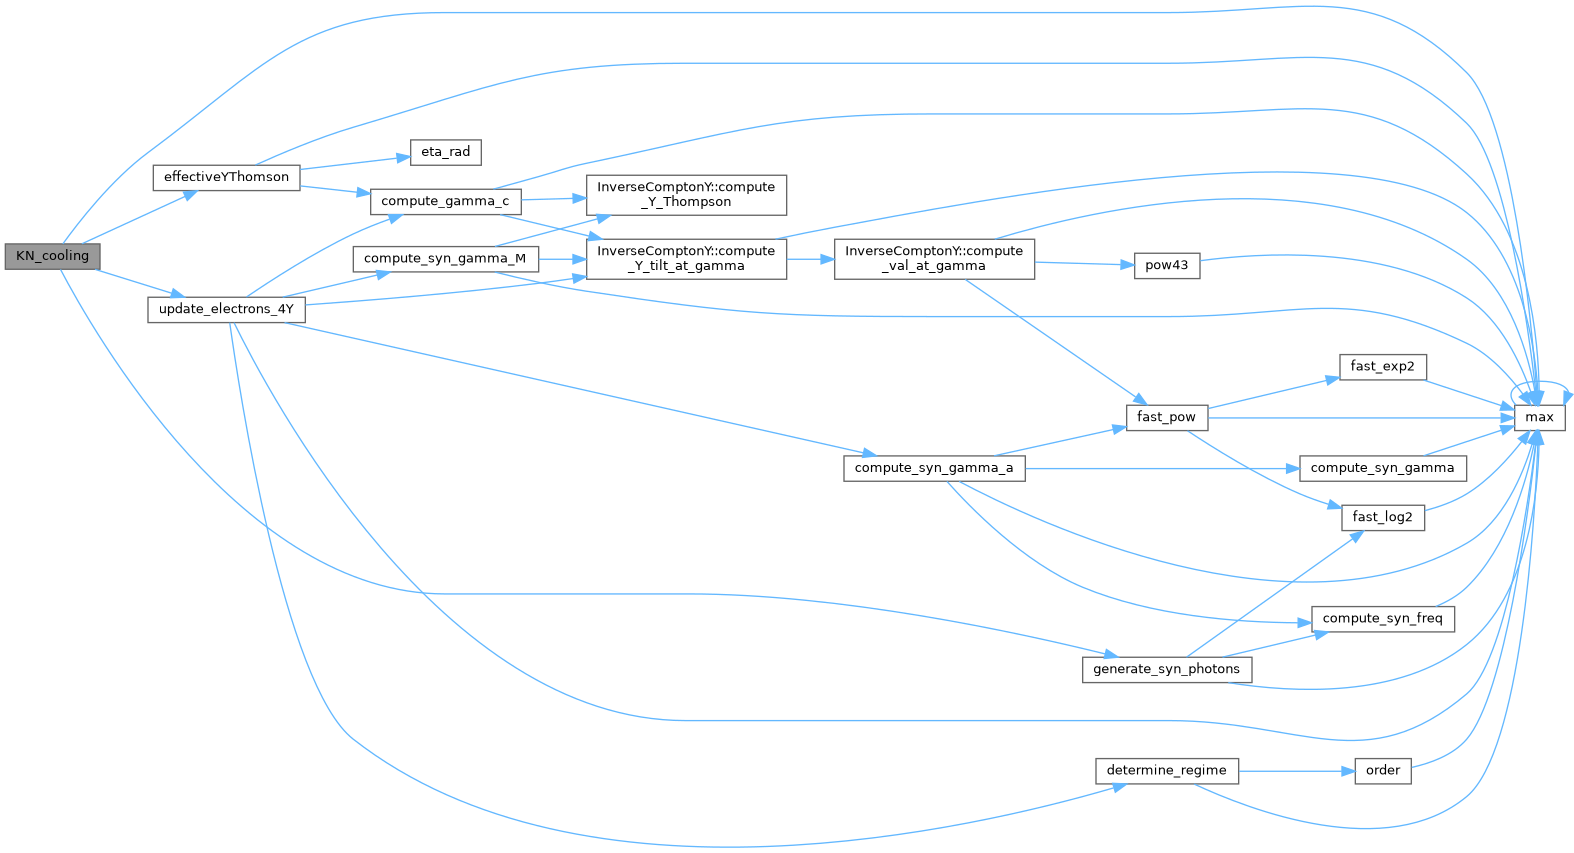 KN_cooling
effectiveYThomson
update_electrons_4Y
eta_rad
compute_gamma_c
compute_syn_gamma_M
InverseComptonY::compute
_Y_Thompson
InverseComptonY::compute
_Y_tilt_at_gamma
InverseComptonY::compute
_val_at_gamma
pow43
fast_exp2
fast_pow
max
compute_syn_gamma_a
compute_syn_gamma
fast_log2
compute_syn_freq
generate_syn_photons
determine_regime
order